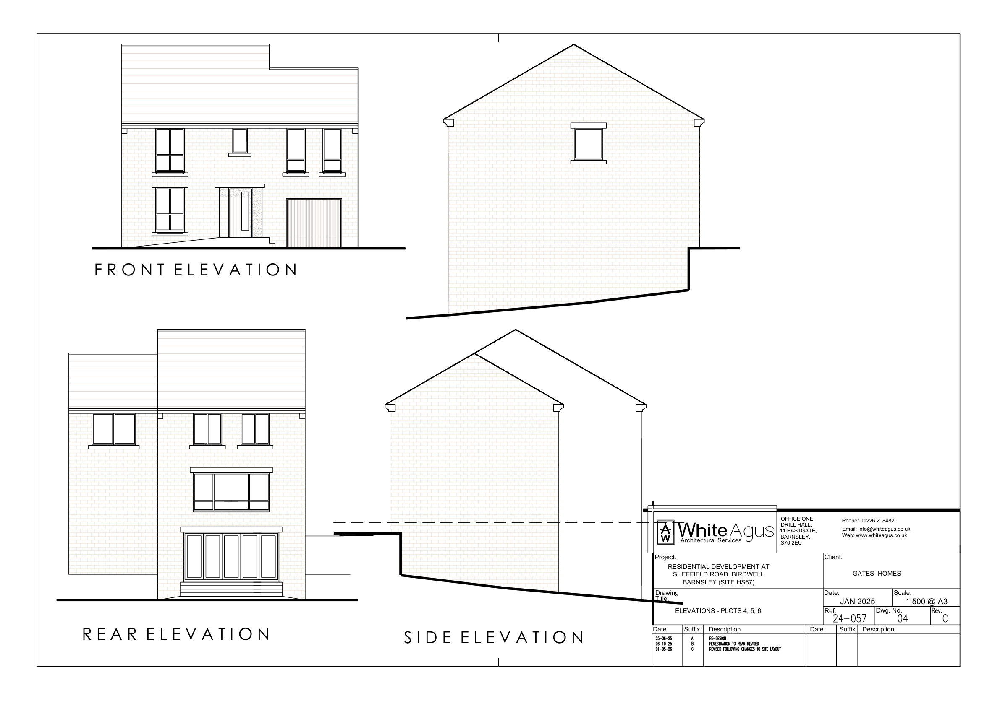 FRONT ELEVATION
REAR ELEVATION
SIDE ELEVATION
AW
White Agus
Architectural Services
OFFICE ONE,
DRILL HALL,
11 EASTGATE,
BARNSLEY.
S70 2EU
Phone: 01226 208482
Email: info@whiteagus.co.uk
Web: www.whiteagus.co.uk
Project.
RESIDENTIAL DEVELOPMENT AT
SHEFFIELD ROAD, BIRDWELL
BARNSLEY (SITE HS67)
Client.
GATES HOMES
Drawing
Title.
ELEVATIONS - PLOTS 4, 5, 6
Date.
JAN 2025
Scale.
1:500 @ A3
Ref.
24-057
Dwg. No.
04
Rev.
C
Date Suffix Description Date Suffix Description
25-06-25 A RE-DESIGN
06-10-25 B FENESTRATION TO REAR REVISED
01-05-26 C REVISED FOLLOWING CHANGES TO SITE LAYOUT